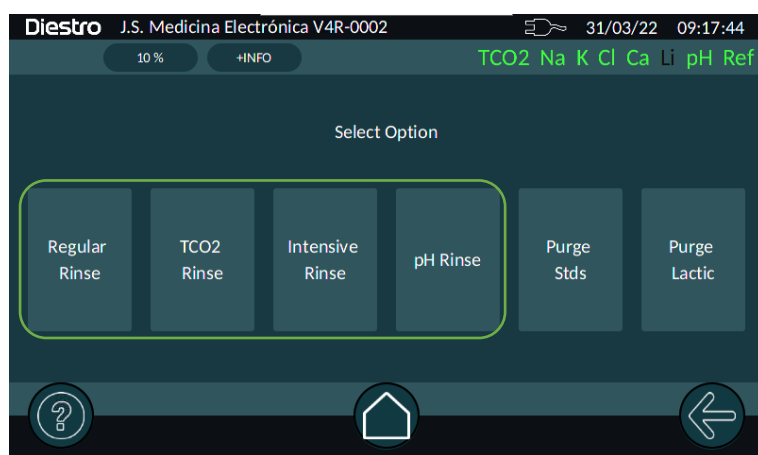 Diestro J.S. Medicina Electrónica V4R-0002 31/03/22 09:17:44
10 % +INFO TCO2 Na K Cl Ca Li pH Ref
Select Option
Regular
Rinse
TCO2
Rinse
Intensive
Rinse
pH Rinse
Purge
Stds
Purge
Lactic
?